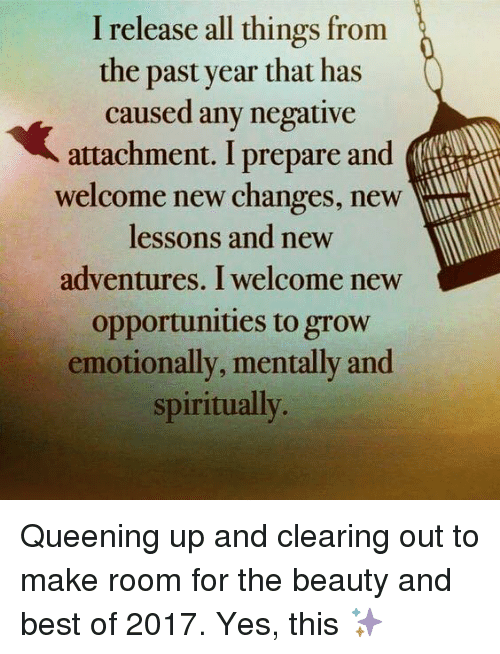 I release all things from
the past year that has
caused any negative
attachment. I prepare and
welcome new changes, new
lessons and new
adventures. I welcome new
opportunities to grow
emotionally, mentally and
spiritually.
Queening up and clearing out to
make room for the beauty and
best of 2017. Yes, this ✨